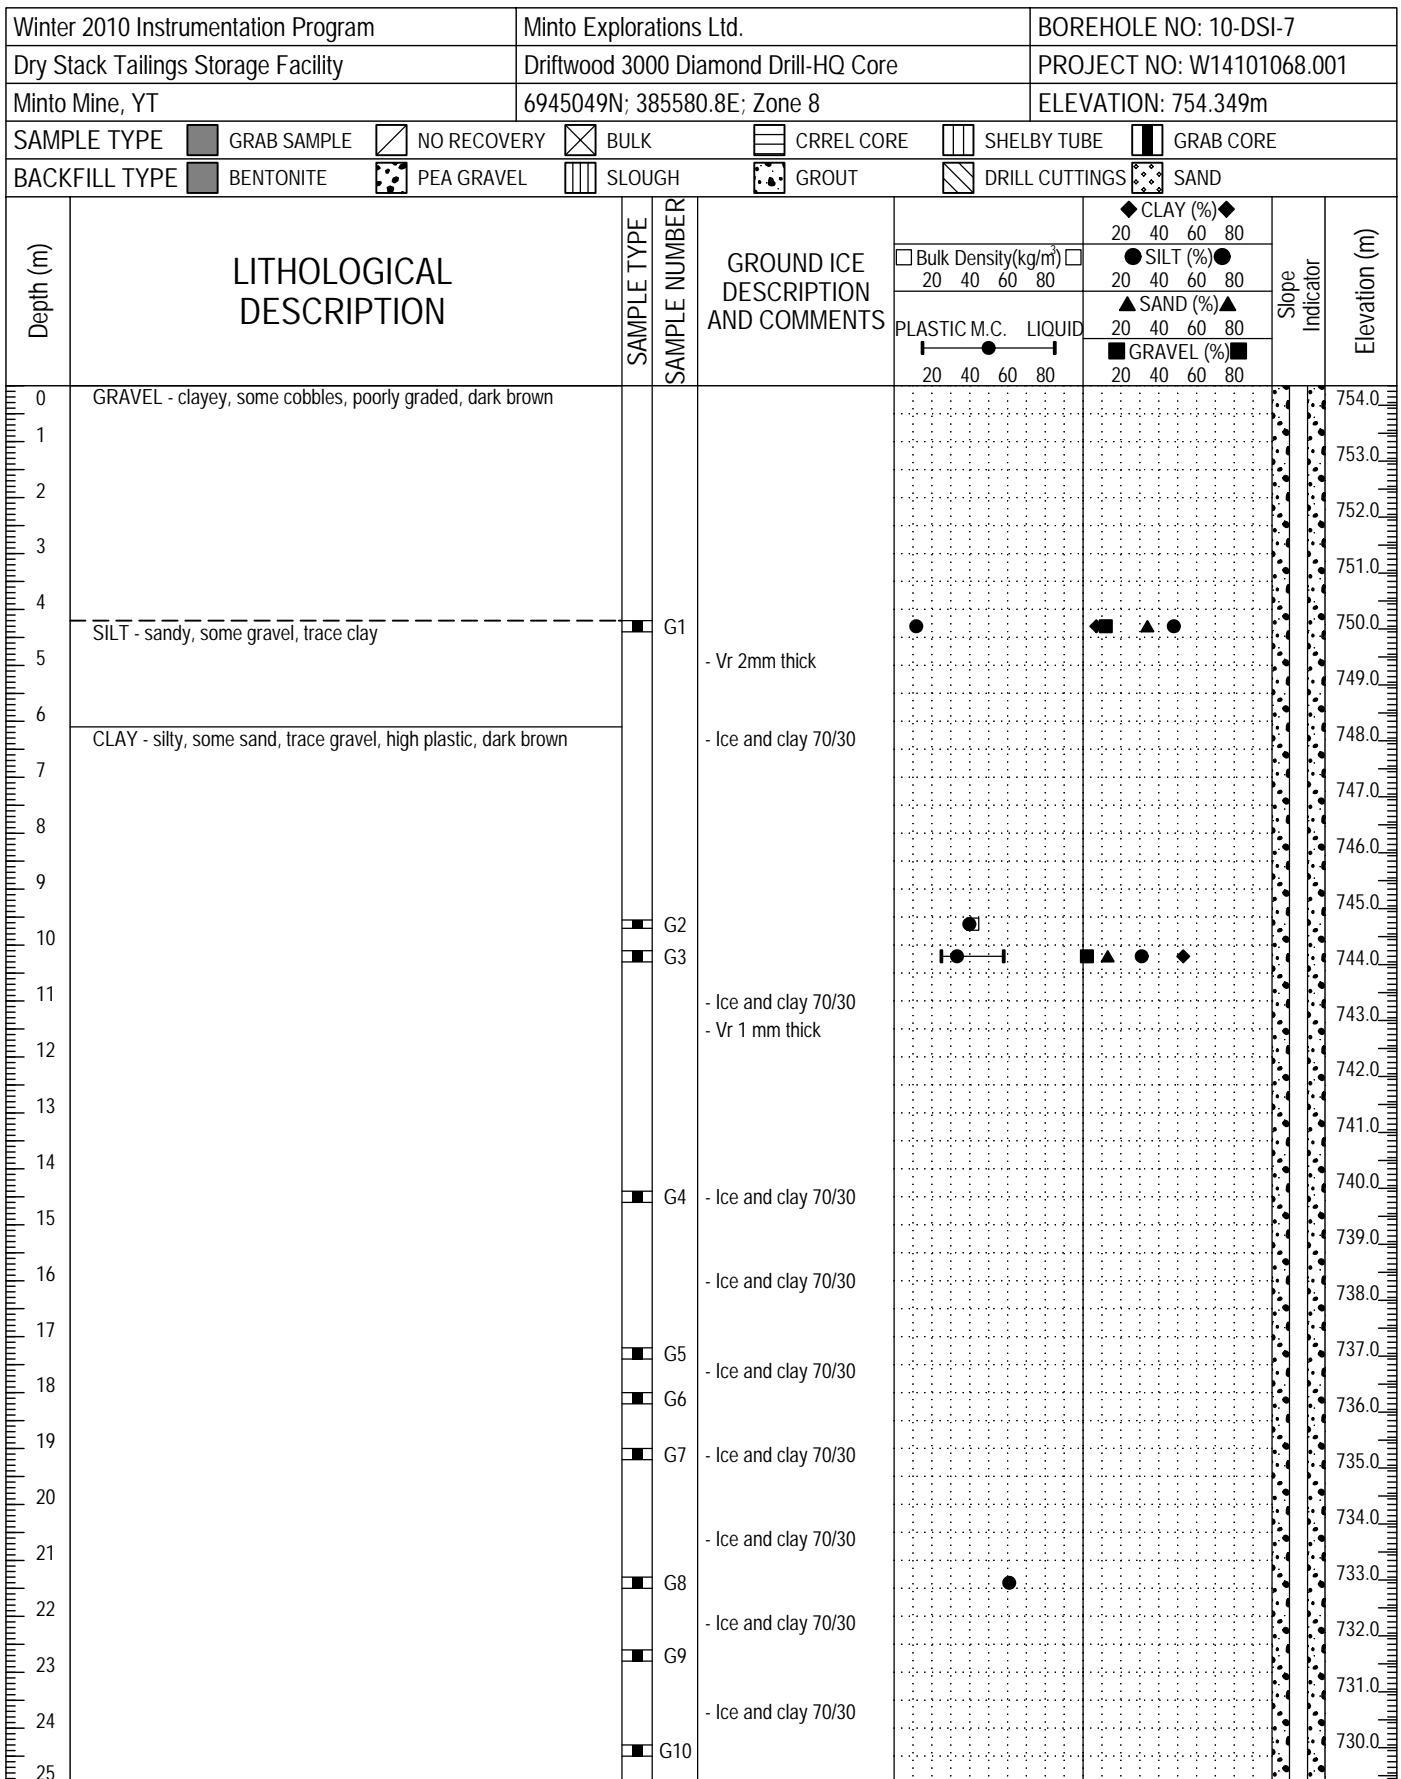 Winter 2010 Instrumentation Program
Minto Explorations Ltd.
BOREHOLE NO: 10-DSI-7
Dry Stack Tailings Storage Facility
Driftwood 3000 Diamond Drill-HQ Core
PROJECT NO: W14101068.001
Minto Mine, YT
6945049N; 385580.8E; Zone 8
ELEVATION: 754.349m
SAMPLE TYPE GRAB SAMPLE NO RECOVERY BULK CRREL CORE SHELBY TUBE GRAB CORE
BACKFILL TYPE BENTONITE PEA GRAVEL SLOUGH GROUT DRILL CUTTINGS SAND
Depth (m)
LITHOLOGICAL
DESCRIPTION
SAMPLE TYPE
SAMPLE NUMBER
GROUND ICE
DESCRIPTION
AND COMMENTS
Bulk Density(kg/m³)
20 40 60 80
PLASTIC M.C. LIQUID
20 40 60 80
CLAY (%)
20 40 60 80
SILT (%)
20 40 60 80
SAND (%)
20 40 60 80
GRAVEL (%)
20 40 60 80
Slope
Indicator
Elevation (m)
0
GRAVEL - clayey, some cobbles, poorly graded, dark brown
754.0
1
753.0
2
752.0
3
751.0
4
G1
750.0
SILT - sandy, some gravel, trace clay
5
- Vr 2mm thick
749.0
6
CLAY - silty, some sand, trace gravel, high plastic, dark brown
- Ice and clay 70/30
748.0
7
747.0
8
746.0
9
745.0
G2
10
G3
744.0
11
- Ice and clay 70/30
743.0
- Vr 1 mm thick
12
742.0
13
741.0
14
740.0
G4
- Ice and clay 70/30
15
739.0
16
- Ice and clay 70/30
738.0
17
737.0
G5
- Ice and clay 70/30
18
G6
736.0
19
G7
- Ice and clay 70/30
735.0
20
734.0
- Ice and clay 70/30
21
733.0
G8
22
- Ice and clay 70/30
732.0
G9
23
731.0
- Ice and clay 70/30
24
730.0
G10
25